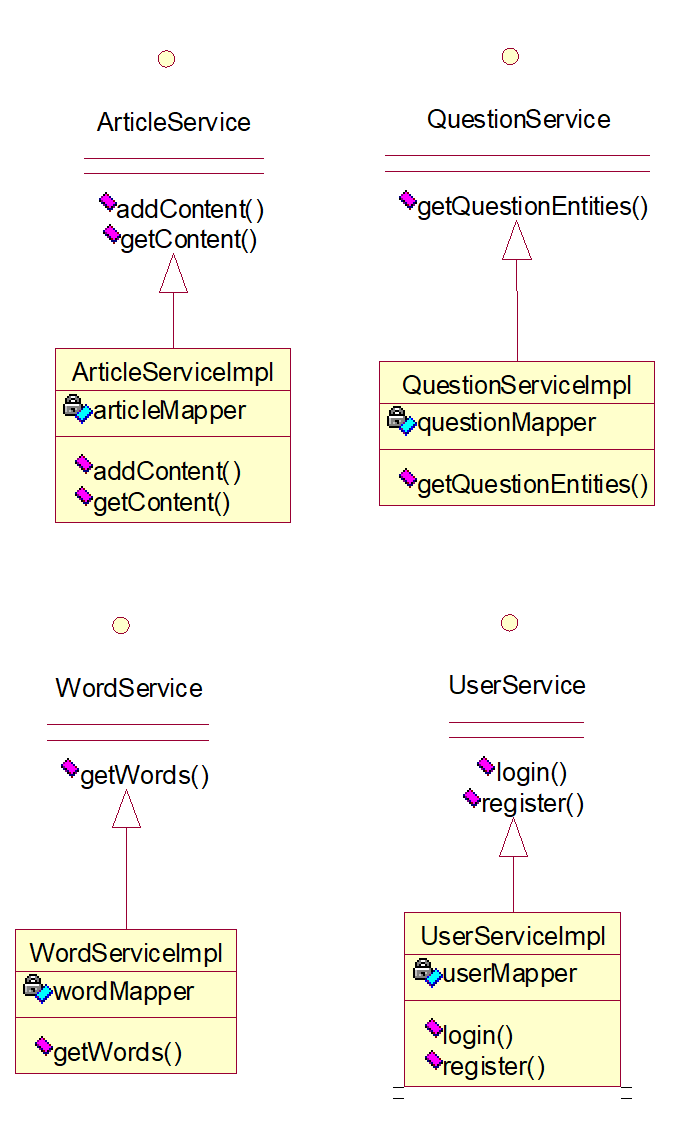 ArticleService
addContent()
getContent()
ArticleServiceImpl
articleMapper
addContent()
getContent()
QuestionService
getQuestionEntities()
QuestionServiceImpl
questionMapper
getQuestionEntities()
WordService
getWords()
WordServiceImpl
wordMapper
getWords()
UserService
login()
register()
UserServiceImpl
userMapper
login()
register()